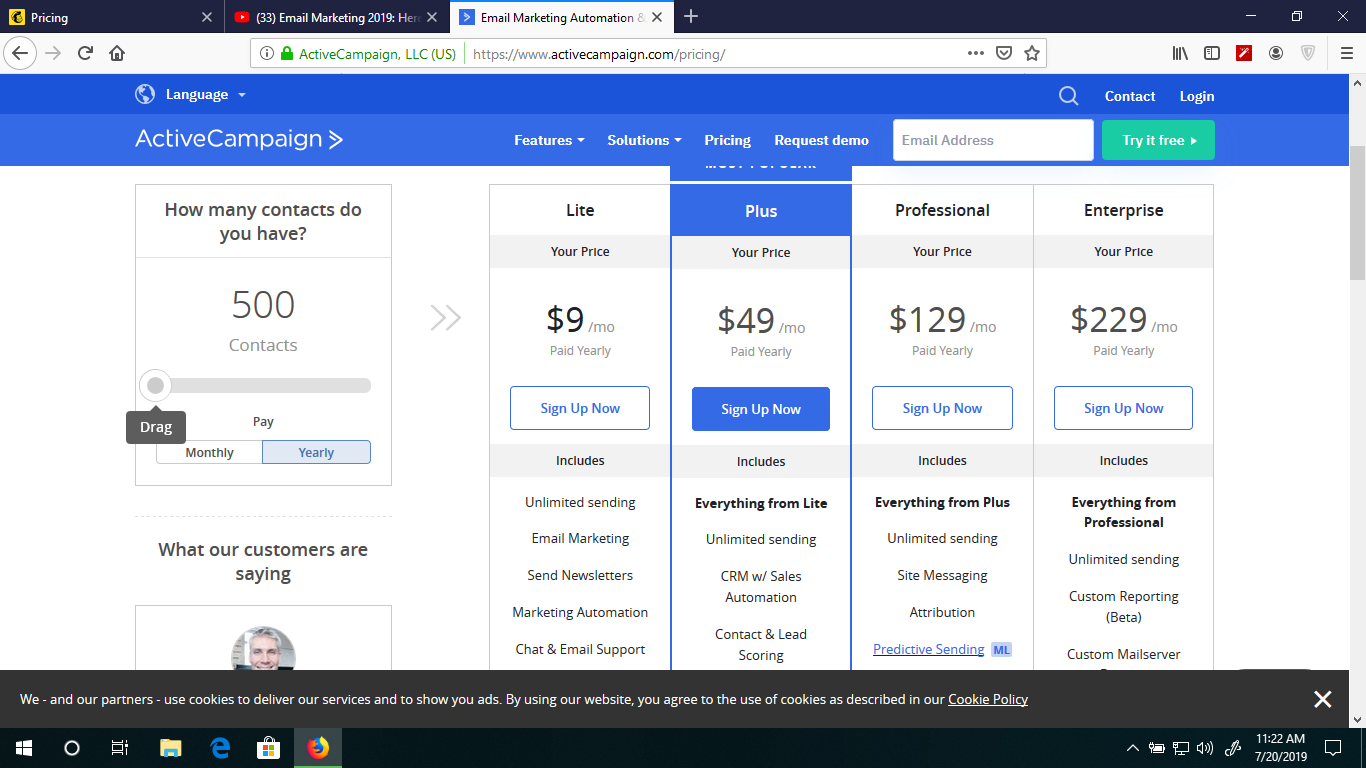 Pricing
(33) Email Marketing 2019: Her
Email Marketing Automation &
ActiveCampaign, LLC (US)
https://www.activecampaign.com/pricing/
Language
Contact
Login
ActiveCampaign
Features
Solutions
Pricing
Request demo
Email Address
Try it free
MOST POPULAR
How many contacts do
you have?
500
Contacts
Drag
Pay
Monthly
Yearly
What our customers are
saying
Lite
Your Price
$9 /mo
Paid Yearly
Sign Up Now
Includes
Unlimited sending
Email Marketing
Send Newsletters
Marketing Automation
Chat & Email Support
Plus
Your Price
$49 /mo
Paid Yearly
Sign Up Now
Includes
Everything from Lite
Unlimited sending
CRM w/ Sales
Automation
Contact & Lead
Scoring
Professional
Your Price
$129 /mo
Paid Yearly
Sign Up Now
Includes
Everything from Plus
Unlimited sending
Site Messaging
Attribution
Predictive Sending ML
Enterprise
Your Price
$229 /mo
Paid Yearly
Sign Up Now
Includes
Everything from
Professional
Unlimited sending
Custom Reporting
(Beta)
Custom Mailserver
We - and our partners - use cookies to deliver our services and to show you ads. By using our website, you agree to the use of cookies as described in our Cookie Policy
11:22 AM
7/20/2019